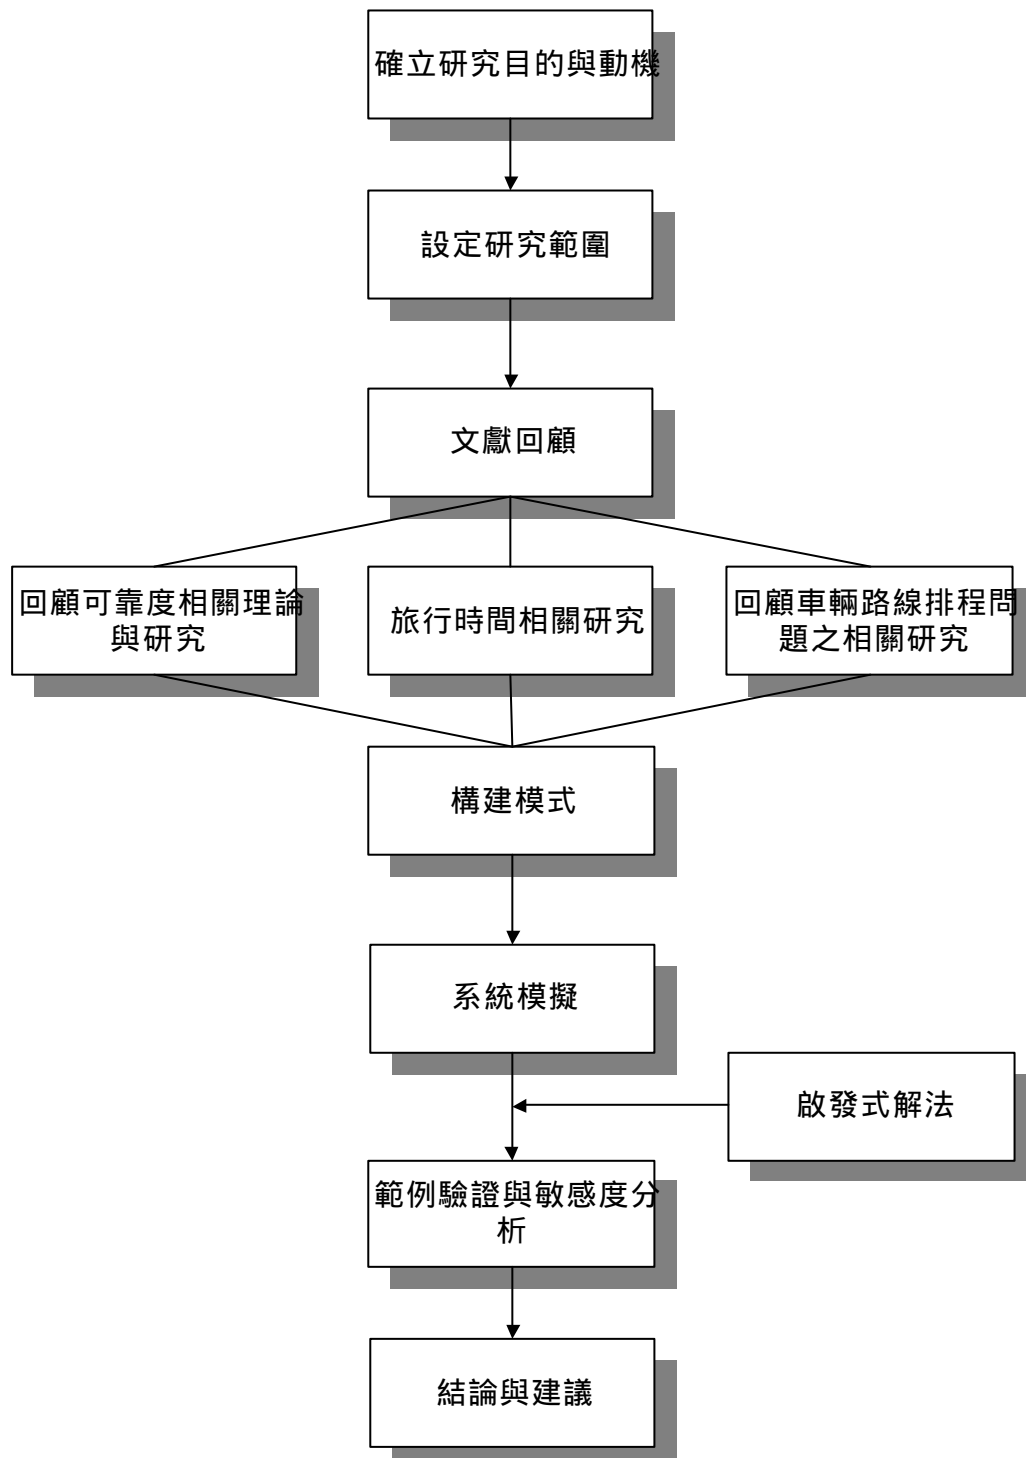 確立研究目的與動機
設定研究範圍
文獻回顧
回顧可靠度相關理論
與研究
旅行時間相關研究
回顧車輛路線排程問
題之相關研究
構建模式
系統模擬
啟發式解法
範例驗證與敏感度分
析
結論與建議